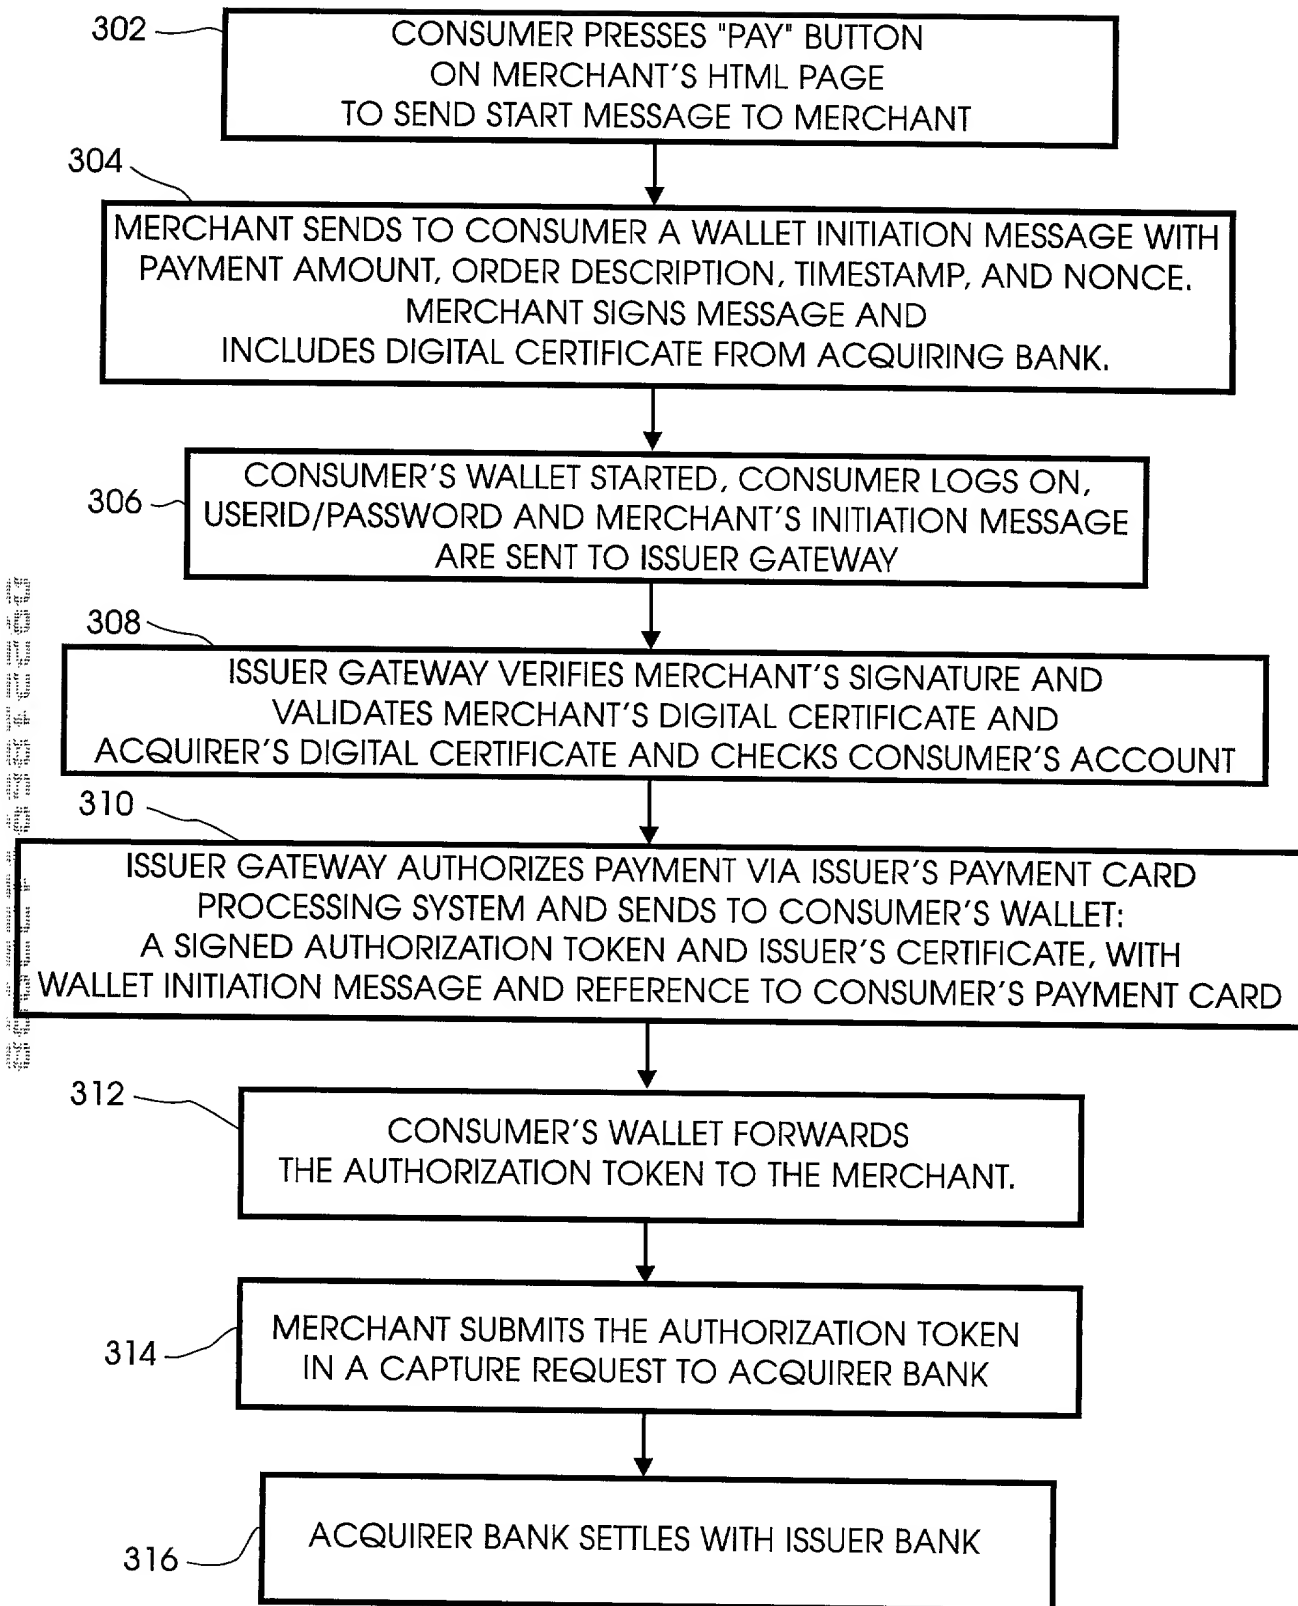 302
CONSUMER PRESSES "PAY" BUTTON
ON MERCHANT'S HTML PAGE
TO SEND START MESSAGE TO MERCHANT
304
MERCHANT SENDS TO CONSUMER A WALLET INITIATION MESSAGE WITH
PAYMENT AMOUNT, ORDER DESCRIPTION, TIMESTAMP, AND NONCE.
MERCHANT SIGNS MESSAGE AND
INCLUDES DIGITAL CERTIFICATE FROM ACQUIRING BANK.
306
CONSUMER'S WALLET STARTED, CONSUMER LOGS ON,
USERID/PASSWORD AND MERCHANT'S INITIATION MESSAGE
ARE SENT TO ISSUER GATEWAY
308
ISSUER GATEWAY VERIFIES MERCHANT'S SIGNATURE AND
VALIDATES MERCHANT'S DIGITAL CERTIFICATE AND
ACQUIRER'S DIGITAL CERTIFICATE AND CHECKS CONSUMER'S ACCOUNT
310
ISSUER GATEWAY AUTHORIZES PAYMENT VIA ISSUER'S PAYMENT CARD
PROCESSING SYSTEM AND SENDS TO CONSUMER'S WALLET:
A SIGNED AUTHORIZATION TOKEN AND ISSUER'S CERTIFICATE, WITH
WALLET INITIATION MESSAGE AND REFERENCE TO CONSUMER'S PAYMENT CARD
312
CONSUMER'S WALLET FORWARDS
THE AUTHORIZATION TOKEN TO THE MERCHANT.
314
MERCHANT SUBMITS THE AUTHORIZATION TOKEN
IN A CAPTURE REQUEST TO ACQUIRER BANK
316
ACQUIRER BANK SETTLES WITH ISSUER BANK